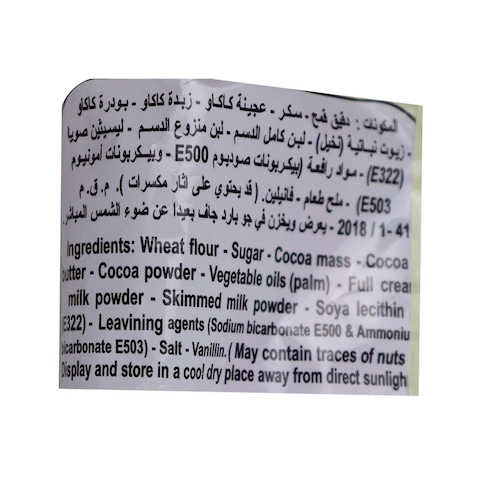 المكونات : دقيق قمح - سكر - عجينة كاكاو - زبدة كاكاو - بودرة كاكاو
- زيوت نباتية (نخيل) - لبن كامل الدسم - لبن منزوع الدسم - ليسيثين صويا
(E322) - مواد رافعة (بيكربونات صوديوم E500 - وبيكربونات أمونيوم
E503) - ملح طعام - فانيلين. ( قد يحتوي على أثار مكسرات ). م.ق.م
41 -1 / 2018 - يعرض ويخزن في جو بارد جاف بعيدا عن ضوء الشمس المباشر.
Ingredients: Wheat flour - Sugar - Cocoa mass - Cocoa
utter - Cocoa powder - Vegetable oils (palm) - Full crea
milk powder - Skimmed milk powder - Soya lecithin
E322) - Leavining agents (Sodium bicarbonate E500 & Ammoniu
bicarbonate E503) - Salt - Vanillin. ( May contain traces of nuts
Display and store in a cool dry place away from direct sunligh